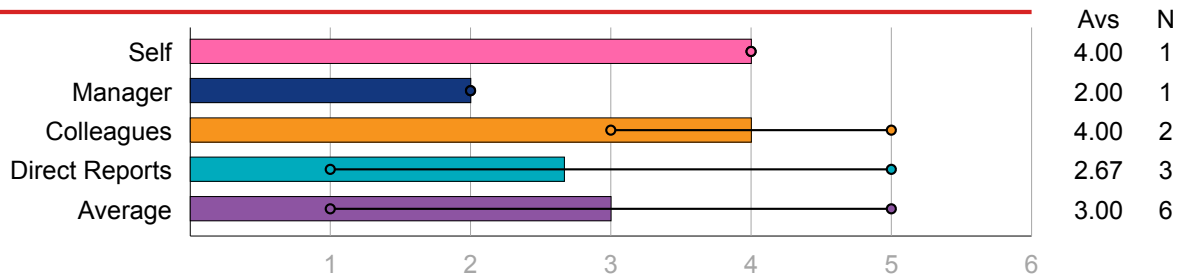 Avs N
Self 4.00 1
Manager 2.00 1
Colleagues 4.00 2
Direct Reports 2.67 3
Average 3.00 6
1 2 3 4 5 6